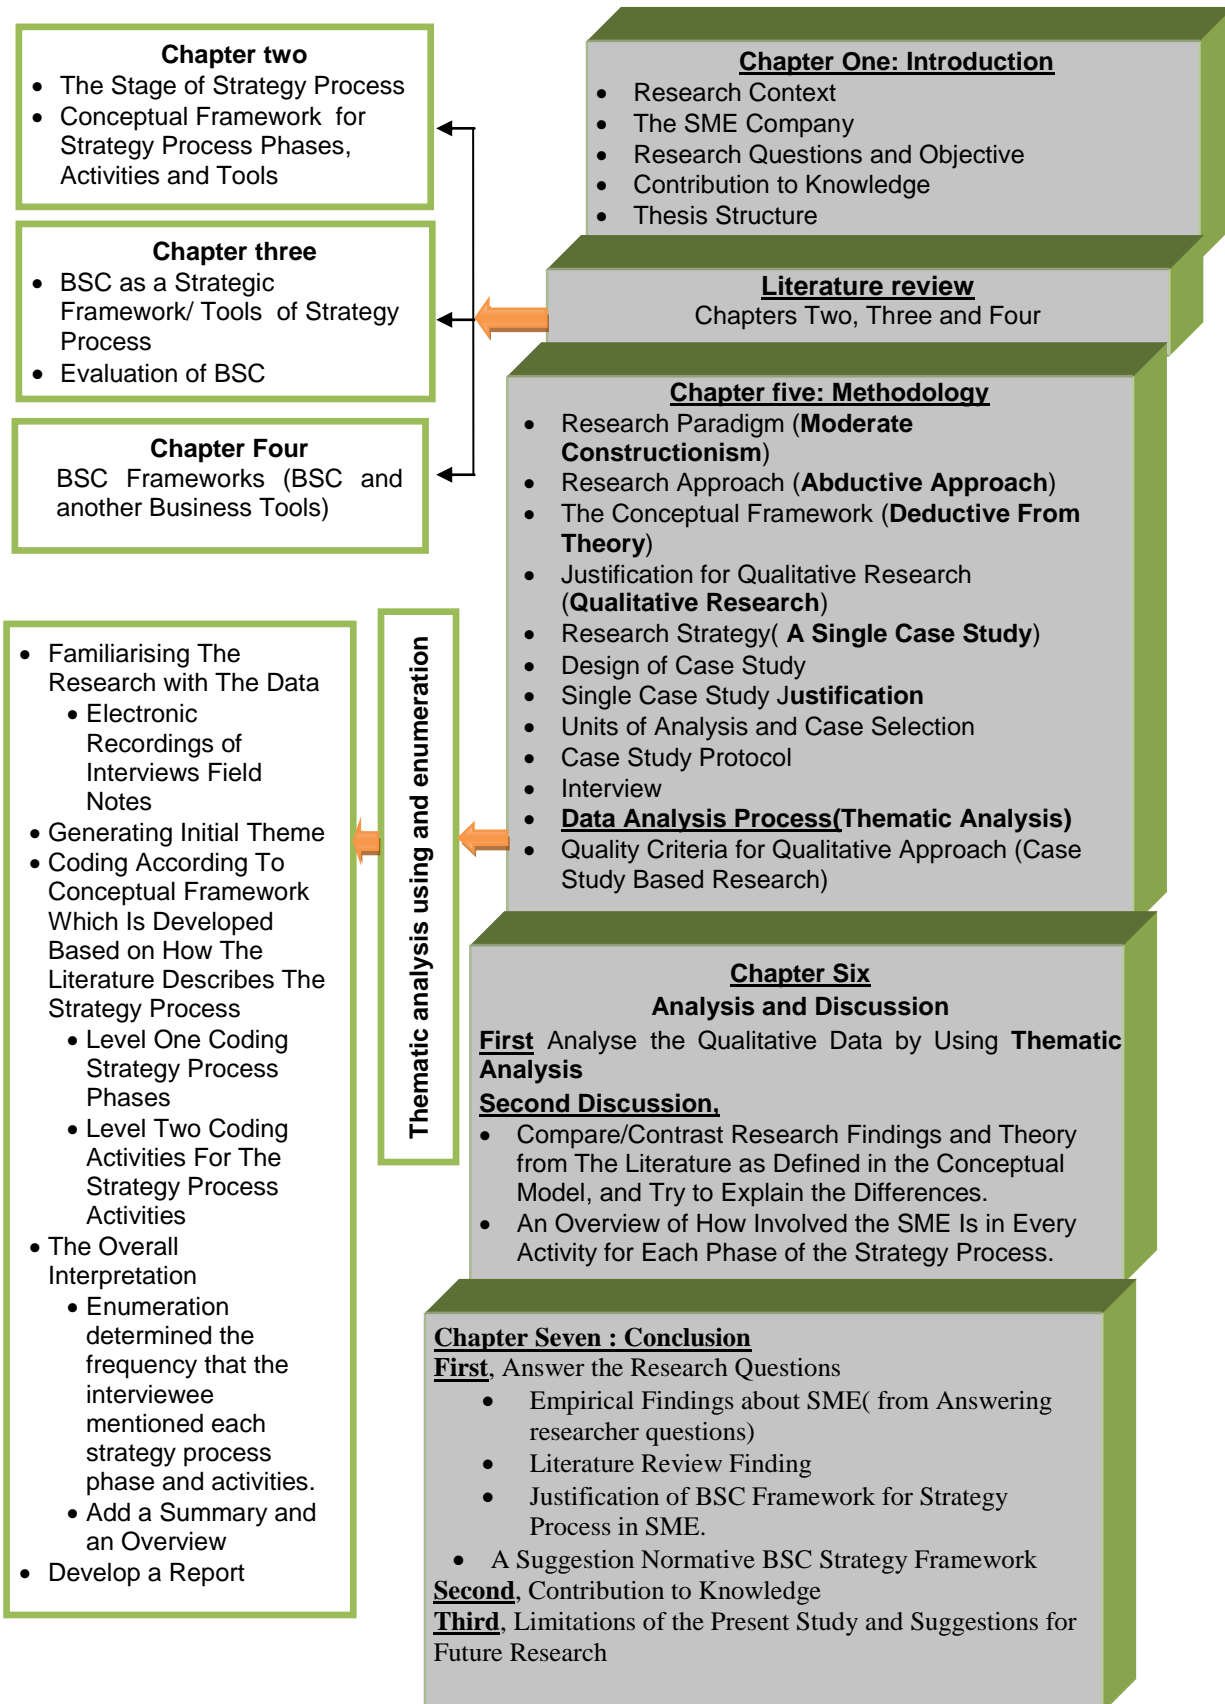 Chapter One: Introduction
• Research Context
• The SME Company
• Research Questions and Objective
• Contribution to Knowledge
• Thesis Structure
Literature review
Chapters Two, Three and Four
Chapter two
• The Stage of Strategy Process
• Conceptual Framework for
Strategy Process Phases,
Activities and Tools
Chapter three
• BSC as a Strategic
Framework/ Tools of Strategy
Process
• Evaluation of BSC
Chapter Four
BSC Frameworks (BSC and
another Business Tools)
Chapter five: Methodology
• Research Paradigm (Moderate
Constructionism)
• Research Approach (Abductive Approach)
• The Conceptual Framework (Deductive From
Theory)
• Justification for Qualitative Research
(Qualitative Research)
• Research Strategy( A Single Case Study)
• Design of Case Study
• Single Case Study Justification
• Units of Analysis and Case Selection
• Case Study Protocol
• Interview
• Data Analysis Process(Thematic Analysis)
• Quality Criteria for Qualitative Approach (Case
Study Based Research)
Thematic analysis using and enumeration
• Familiarising The
Research with The Data
• Electronic
Recordings of
Interviews Field
Notes
• Generating Initial Theme
• Coding According To
Conceptual Framework
Which Is Developed
Based on How The
Literature Describes The
Strategy Process
• Level One Coding
Strategy Process
Phases
• Level Two Coding
Activities For The
Strategy Process
Activities
• The Overall
Interpretation
• Enumeration
determined the
frequency that the
interviewee
mentioned each
strategy process
phase and activities.
• Add a Summary and
an Overview
• Develop a Report
Chapter Six
Analysis and Discussion
First Analyse the Qualitative Data by Using Thematic
Analysis
Second Discussion,
• Compare/Contrast Research Findings and Theory
from The Literature as Defined in the Conceptual
Model, and Try to Explain the Differences.
• An Overview of How Involved the SME Is in Every
Activity for Each Phase of the Strategy Process.
Chapter Seven : Conclusion
First, Answer the Research Questions
• Empirical Findings about SME( from Answering
researcher questions)
• Literature Review Finding
• Justification of BSC Framework for Strategy
Process in SME.
• A Suggestion Normative BSC Strategy Framework
Second, Contribution to Knowledge
Third, Limitations of the Present Study and Suggestions for
Future Research